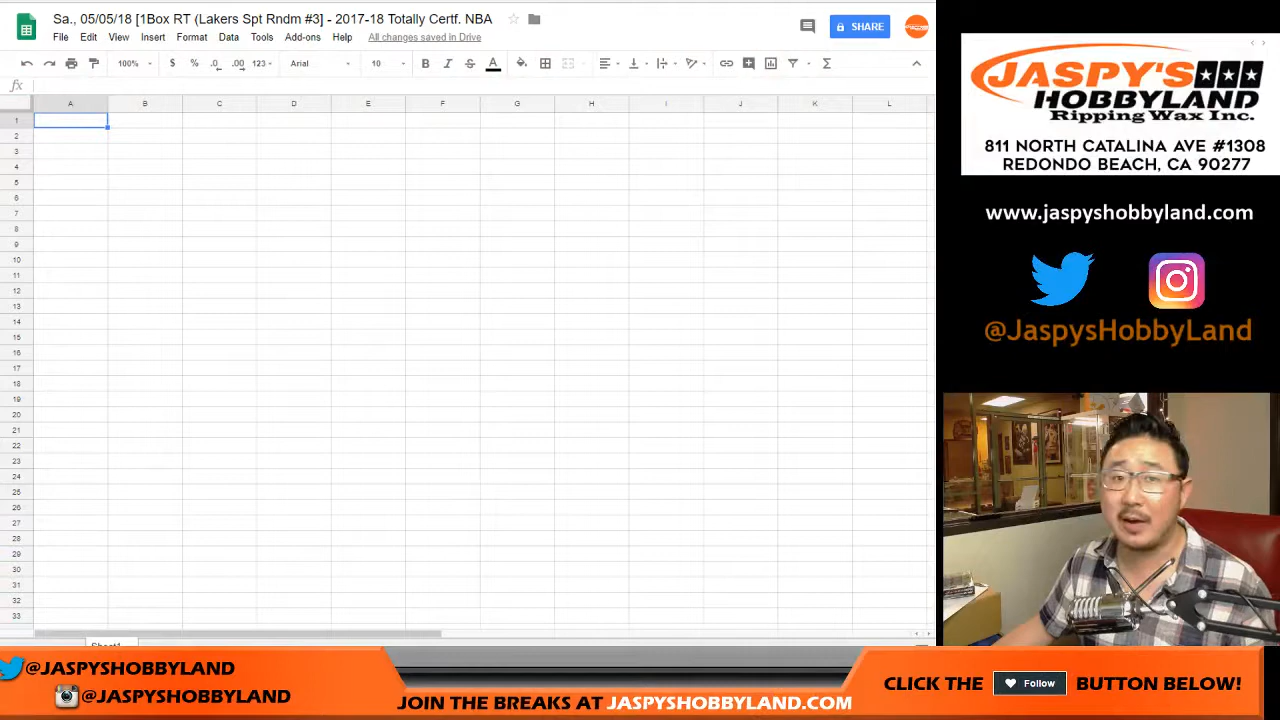 Sa., 05/05/18 [1Box RT (Lakers Spt Rndm #3] - 2017-18 Totally Certf. NBA
File Edit View Insert Format Data Tools Add-ons Help All changes saved in Drive
SHARE
100% $ % .0 .00 123 Arial 10 B I S A Σ
fx
A B C D E F G H I J K L
1
2
3
4
5
6
7
8
9
10
11
12
13
14
15
16
17
18
19
20
21
22
23
24
25
26
27
28
29
30
31
32
33
Sheet1
JASPY'S
HOBBYLAND
Ripping Wax Inc.
811 NORTH CATALINA AVE #1308
REDONDO BEACH, CA 90277
www.jaspyshobbyland.com
@JaspysHobbyLand
@JASPYSHOBBYLAND
@JASPYSHOBBYLAND
JOIN THE BREAKS AT JASPYSHOBBYLAND.COM
CLICK THE Follow BUTTON BELOW!